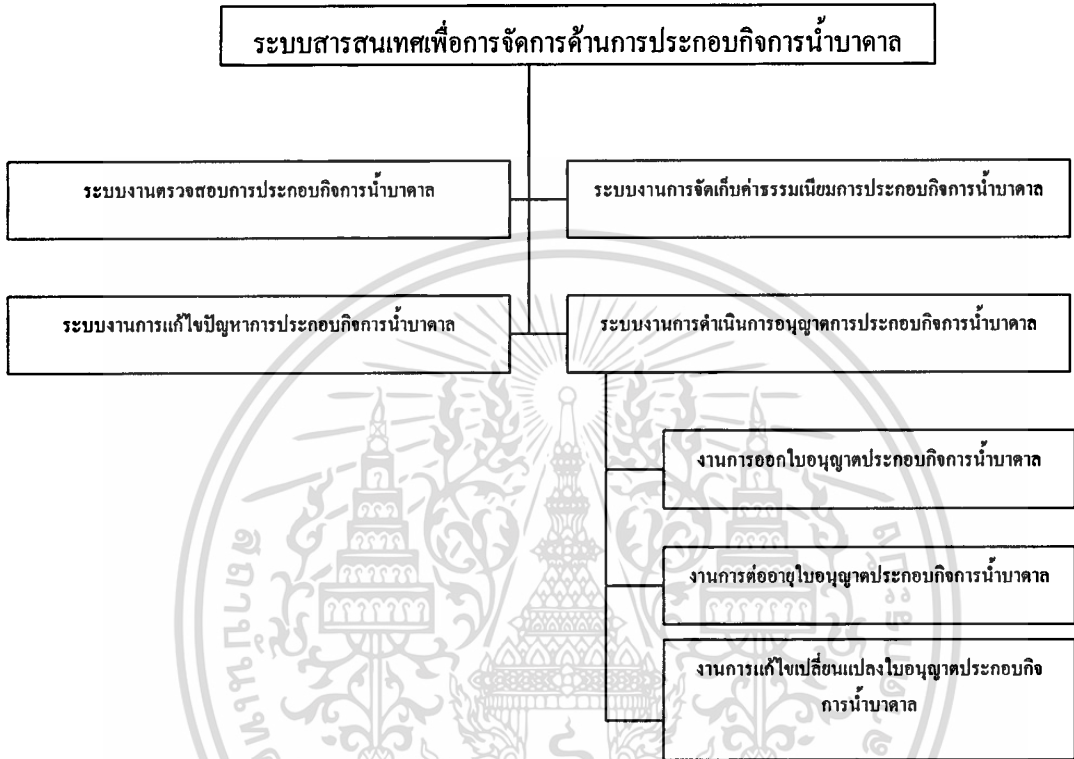 ระบบสารสนเทศเพื่อการจัดการด้านการประกอบกิจการน้ำบาดาล
ระบบงานตรวจสอบการประกอบกิจการน้ำบาดาล
ระบบงานการจัดเก็บค่าธรรมเนียมการประกอบกิจการน้ำบาดาล
ระบบงานการแก้ไขปัญหาการประกอบกิจการน้ำบาดาล
ระบบงานการดำเนินการอนุญาตการประกอบกิจการน้ำบาดาล
งานการออกใบอนุญาตประกอบกิจการน้ำบาดาล
งานการต่ออายุใบอนุญาตประกอบกิจการน้ำบาดาล
งานการแก้ไขเปลี่ยนแปลงใบอนุญาตประกอบกิจ
การน้ำบาดาล